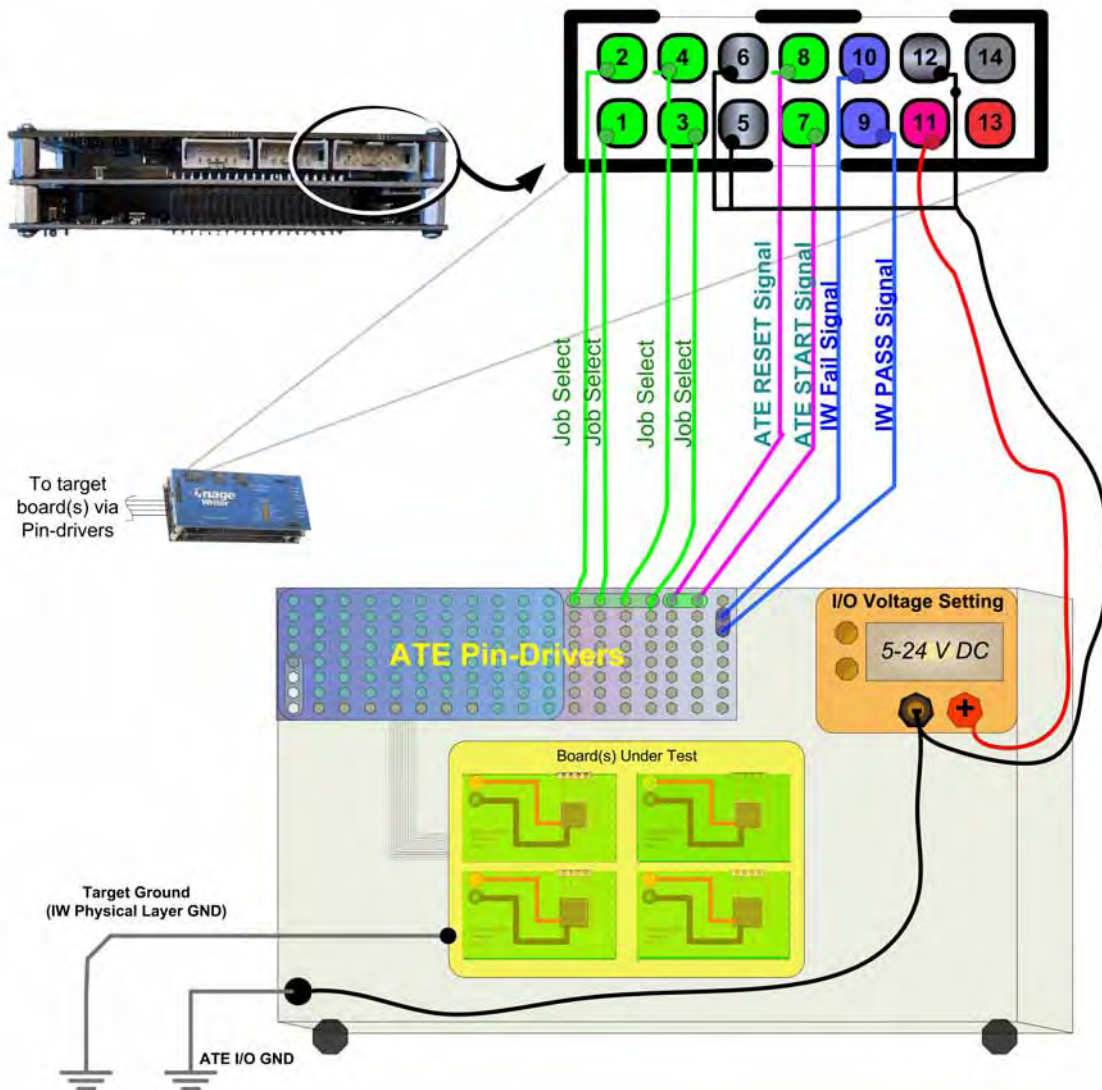 2
4
6
8
10
12
14
1
3
5
7
9
11
13
Job Select
Job Select
Job Select
Job Select
ATE RESET Signal
ATE START Signal
IW Fail Signal
IW PASS Signal
To target
board(s) via
Pin-drivers
Image
Writer
I/O Voltage Setting
5-24 V DC
+
ATE Pin-Drivers
Board(s) Under Test
Target Ground
(IW Physical Layer GND)
ATE I/O GND